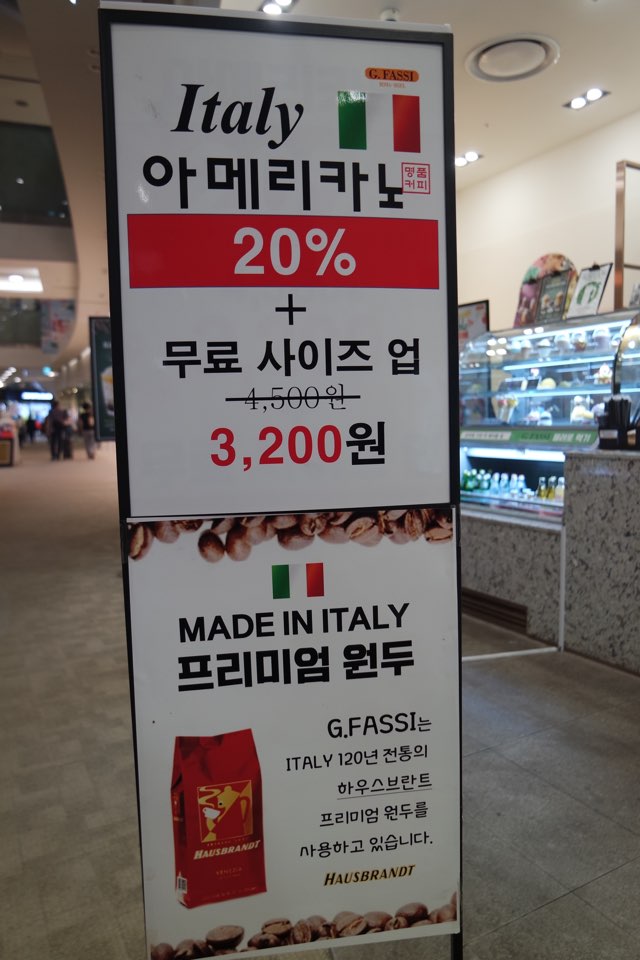 G. FASSI
Italy
아메리카노
명품
커피
20%
+
무료 사이즈 업
4,500원
3,200원
MADE IN ITALY
프리미엄 원두
G.FASSI는
ITALY 120년 전통의
하우스브란트
프리미엄 원두를
사용하고 있습니다.
HAUSBRANDT
HAUSBRANDT
G.FASSI